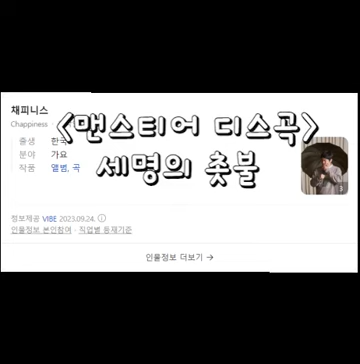 채피니스
Chappiness
<맨스티어 디스곡>
출생 한국
세명의 촛불
분야 가요
작품 앨범, 곡
정보제공 VIBE 2023.09.24.
인물정보 본인참여 · 직업별 등재기준
인물정보 더보기 →